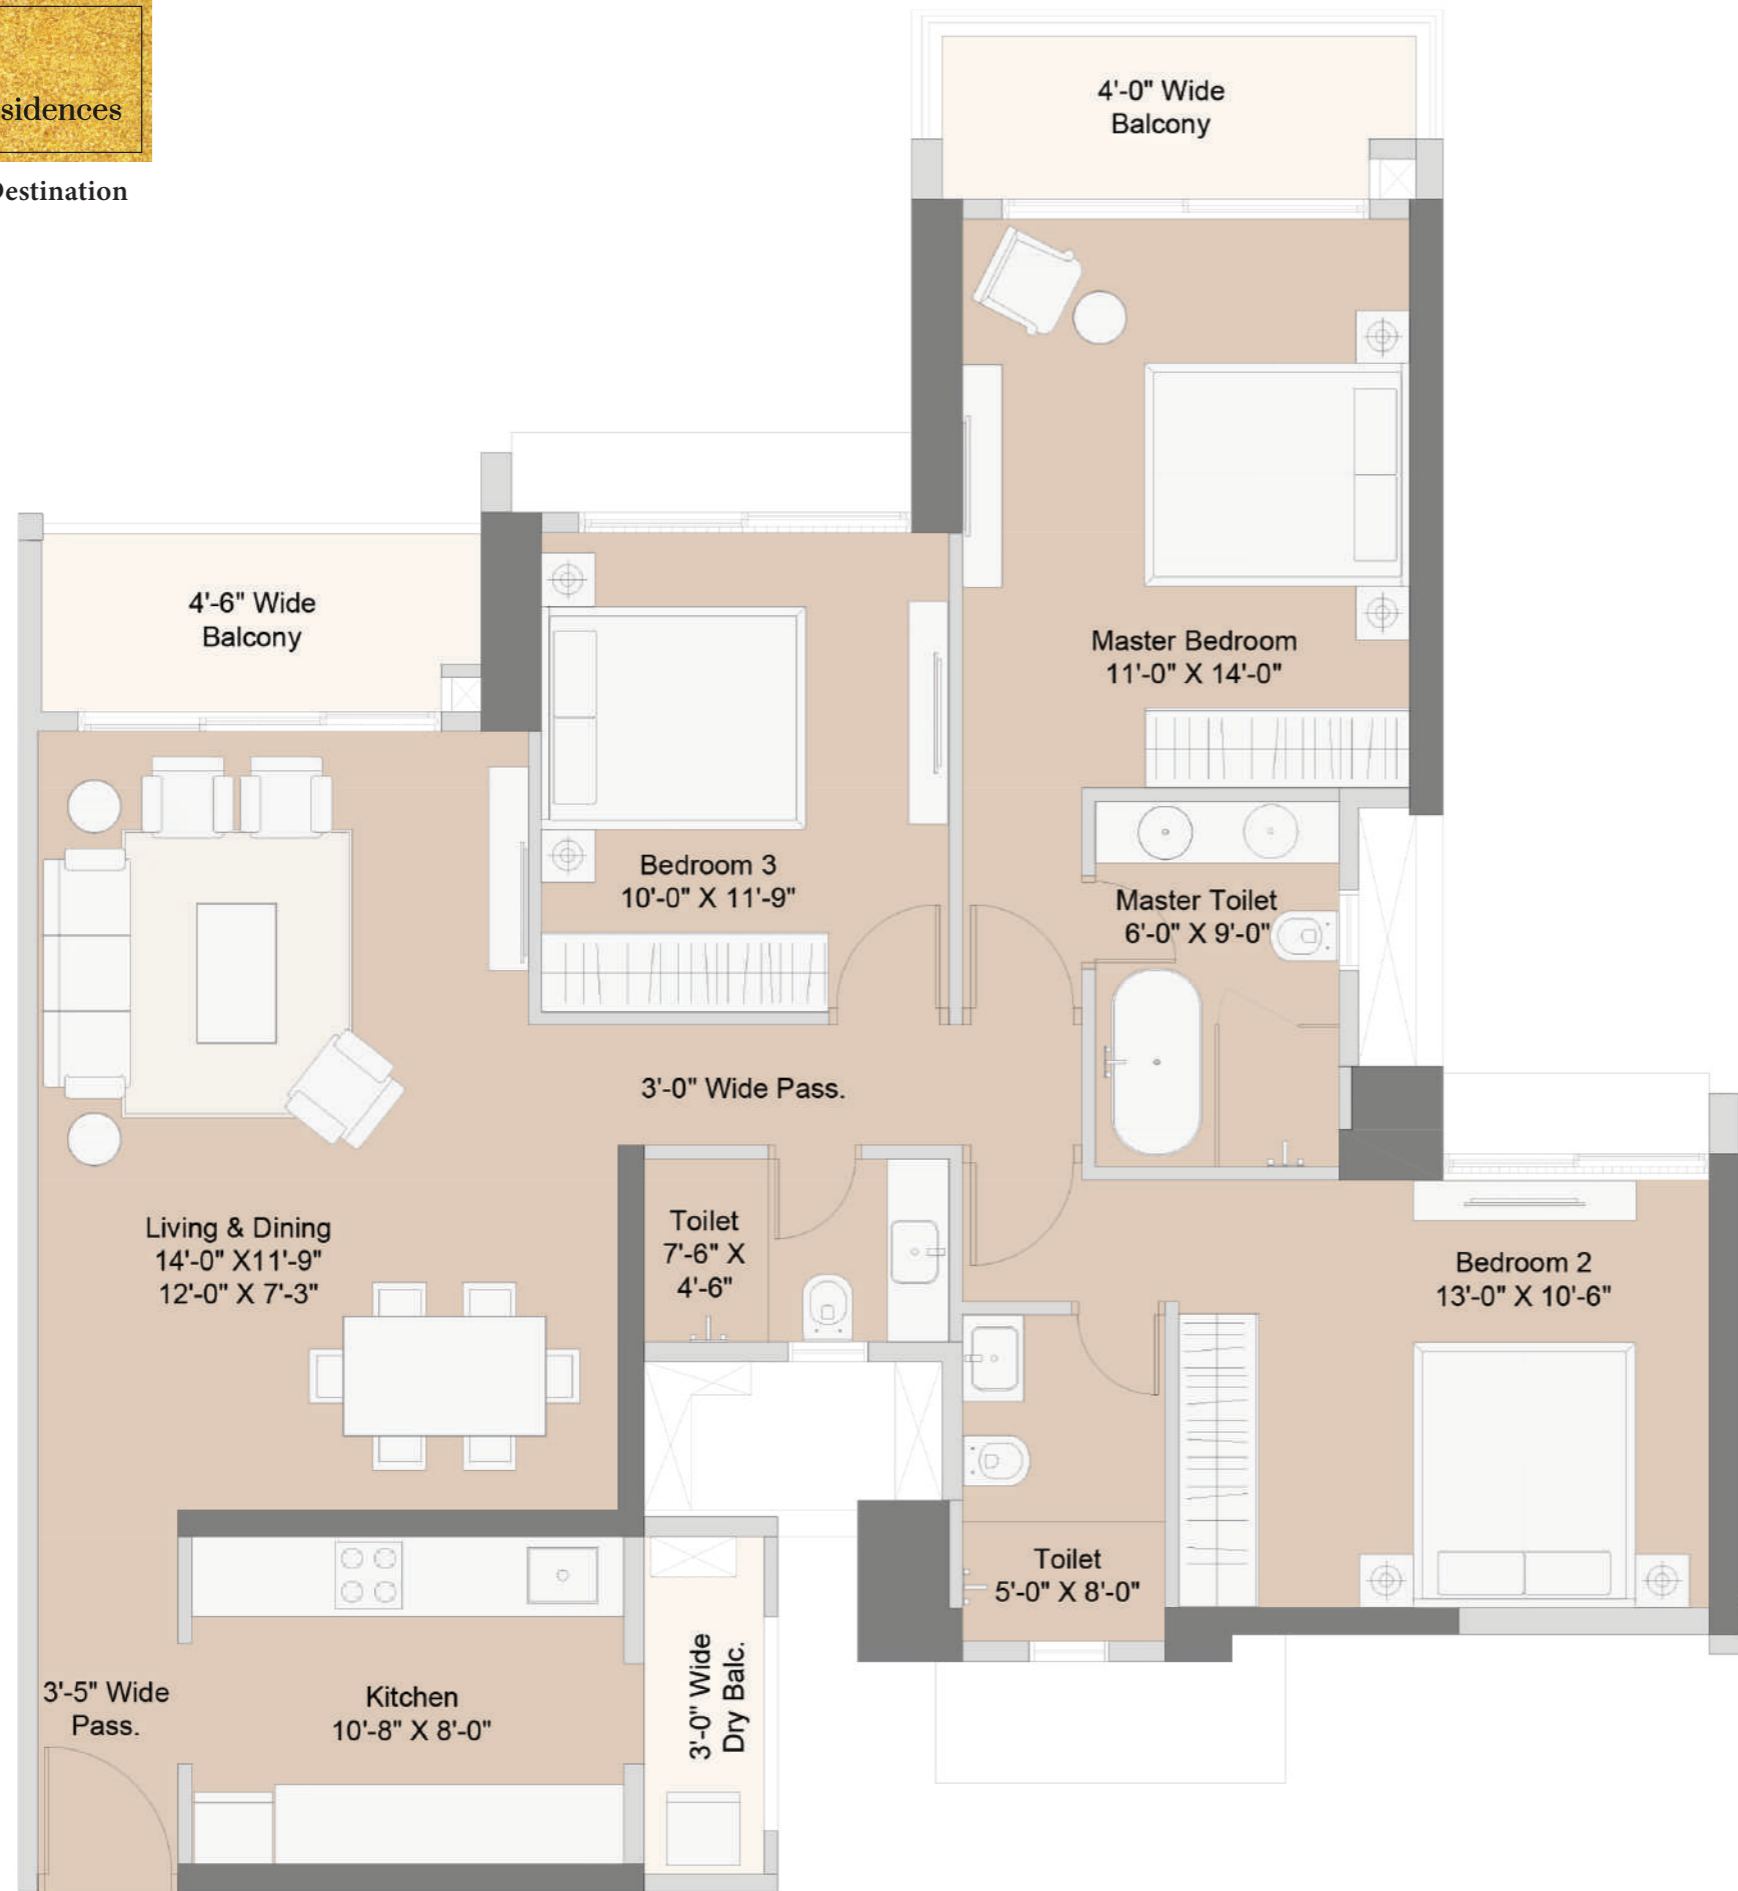 sidences
Destination
4'-0" Wide
Balcony
4'-6" Wide
Balcony
Master Bedroom
11'-0" X 14'-0"
Bedroom 3
10'-0" X 11'-9"
Master Toilet
6'-0" X 9'-0"
3'-0" Wide Pass.
Living & Dining
14'-0" X11'-9"
12'-0" X 7'-3"
Toilet
7'-6" X
4'-6"
Bedroom 2
13'-0" X 10'-6"
Toilet
5'-0" X 8'-0"
3'-5" Wide
Pass.
Kitchen
10'-8" X 8'-0"
3'-0" Wide
Dry Balc.